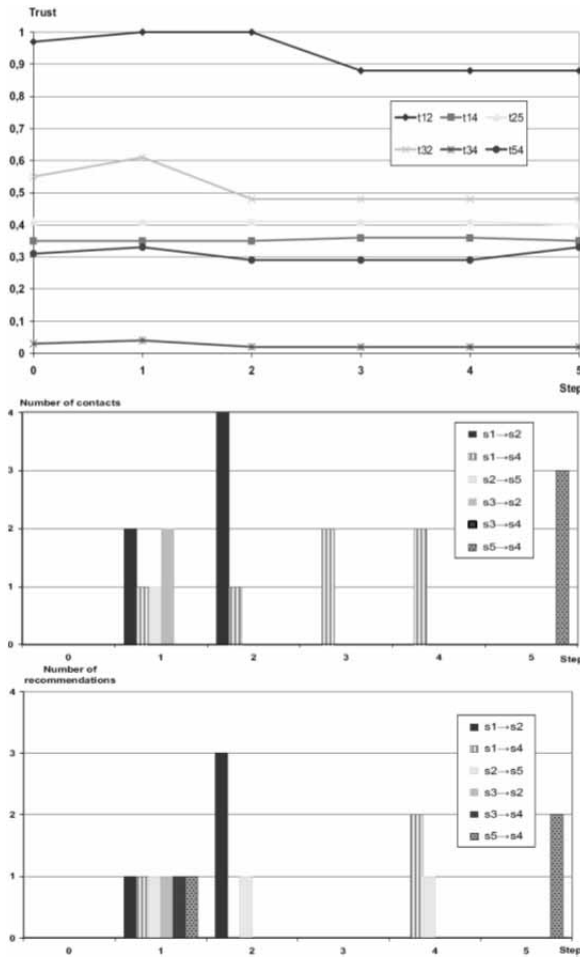 Trust
1
0,9
0,8
0,7
0,6
0,5
0,4
0,3
0,2
0,1
0
t12 t14 t25
t32 t34 t54
0 1 2 3 4 5
Step
Number of contacts
4
3
2
1
0
s1→s2
s1→s4
s2→s5
s3→s2
s3→s4
s5→s4
0 1 2 3 4 5 Step
Number of
recommendations
4
3
2
1
0
s1→s2
s1→s4
s2→s5
s3→s2
s3→s4
s5→s4
0 1 2 3 4 5 Step